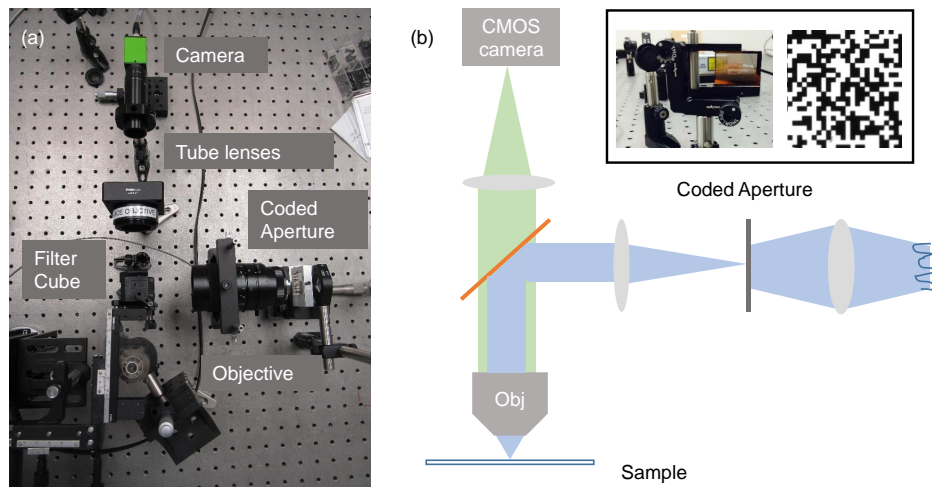 (a)
Camera
Tube lenses
Coded
Aperture
Filter
Cube
Objective
(b)
CMOS
camera
Coded Aperture
Obj
Sample